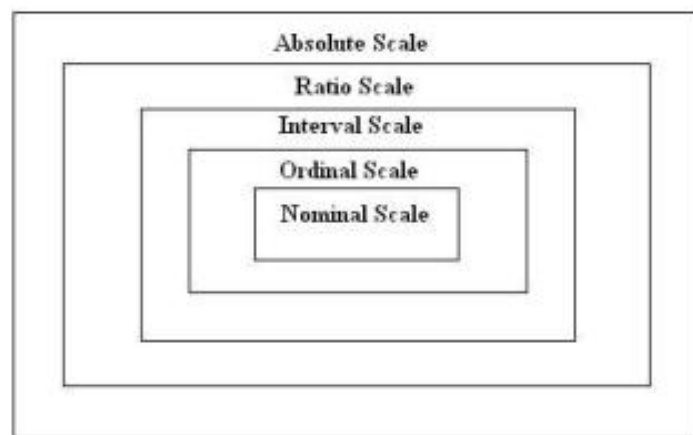 Absolute Scale
Ratio Scale
Interval Scale
Ordinal Scale
Nominal Scale